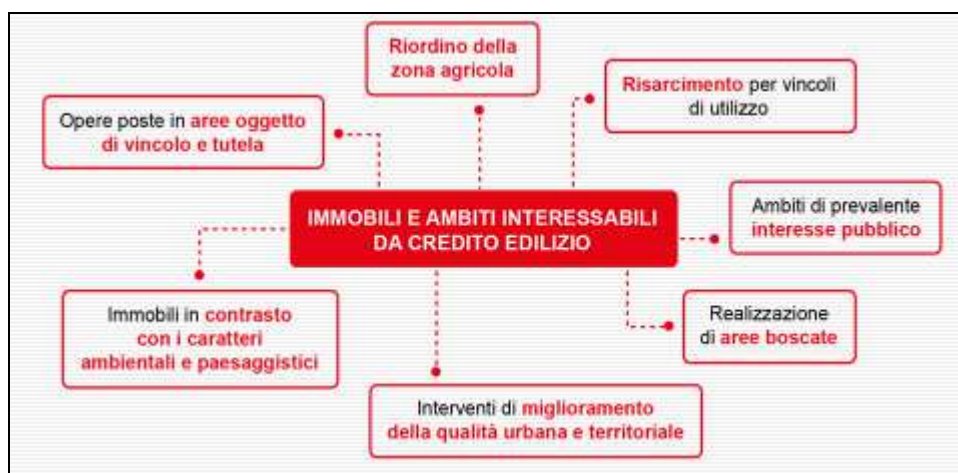 Riordino della
zona agricola
Risarcimento per vincoli
di utilizzo
Opere poste in aree oggetto
di vincolo e tutela
IMMOBILI E AMBITI INTERESSABILI
DA CREDITO EDILIZIO
Ambiti di prevalente
interesse pubblico
Immobili in contrasto
con i caratteri
ambientali e paesaggistici
Realizzazione
di aree boscate
Interventi di miglioramento
della qualità urbana e territoriale